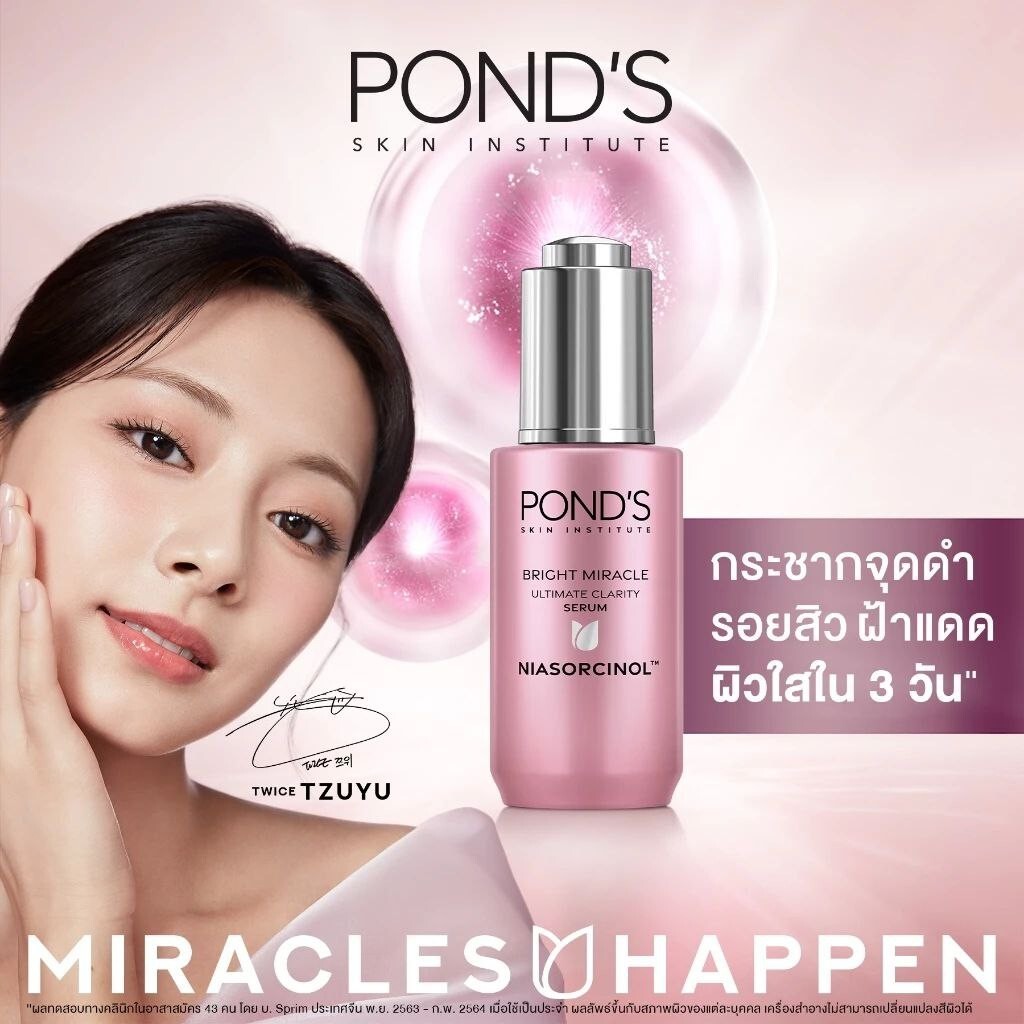 POND'S
SKIN INSTITUTE
POND'S
SKIN INSTITUTE
BRIGHT MIRACLE
ULTIMATE CLARITY
SERUM
NIASORCINOL™
กระชากจุดดำ
รอยสิว ฝ้าแดด
ผิวใสใน 3 วัน"
TWICE 쯔위
TWICE TZUYU
MIRACLES HAPPEN
"ผลทดสอบทางคลินิกในอาสาสมัคร 43 คน โดย บ. Sprim ประเทศจีน พ.ย. 2563 - ก.พ. 2564 เมื่อใช้เป็นประจำ ผลลัพธ์ขึ้นกับสภาพผิวของแต่ละบุคคล เครื่องสำอางไม่สามารถเปลี่ยนแปลงสีผิวได้